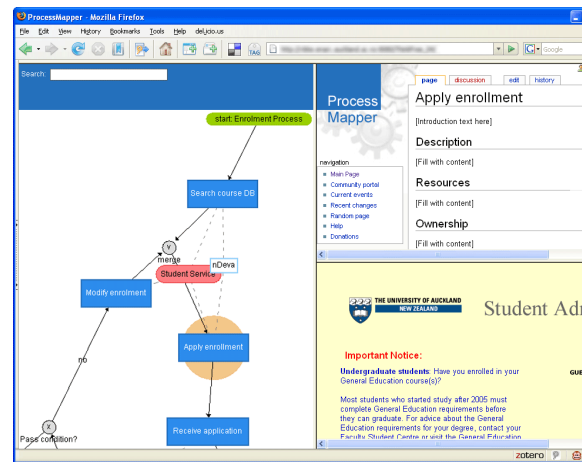 ProcessMapper - Mozilla Firefox
File Edit View History Bookmarks Tools Help del.icio.us
TAG
G Google
Search:
start: Enrolment Process
Search course DB
Y
merge
nDeva
Student Service
Modify enrolment
Apply enrollment
no
X
Pass condition?
Receive application
Process
Mapper
navigation
Main Page
Community portal
Current events
Recent changes
Random page
Help
Donations
page discussion edit history
Apply enrollment
[Introduction text here]
Description
[Fill with content]
Resources
[Fill with content]
Ownership
[Fill with content]
THE UNIVERSITY OF AUCKLAND
NEW ZEALAND
Student Ad
Important Notice:
Undergraduate students: Have you enrolled in your
General Education course(s)?
GUE
Most students who started study after 2005 must
complete General Education requirements before
they can graduate. For advice about the General
Education requirements for your degree, contact your
Faculty Student Centre or visit the General Education
zotero